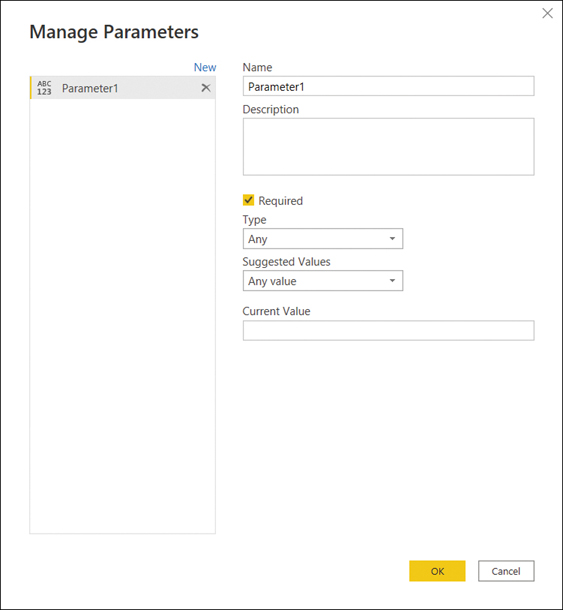 Manage Parameters
New
ABC
123
Parameter1
Name
Parameter1
Description
Required
Type
Any
Suggested Values
Any value
Current Value
OK
Cancel